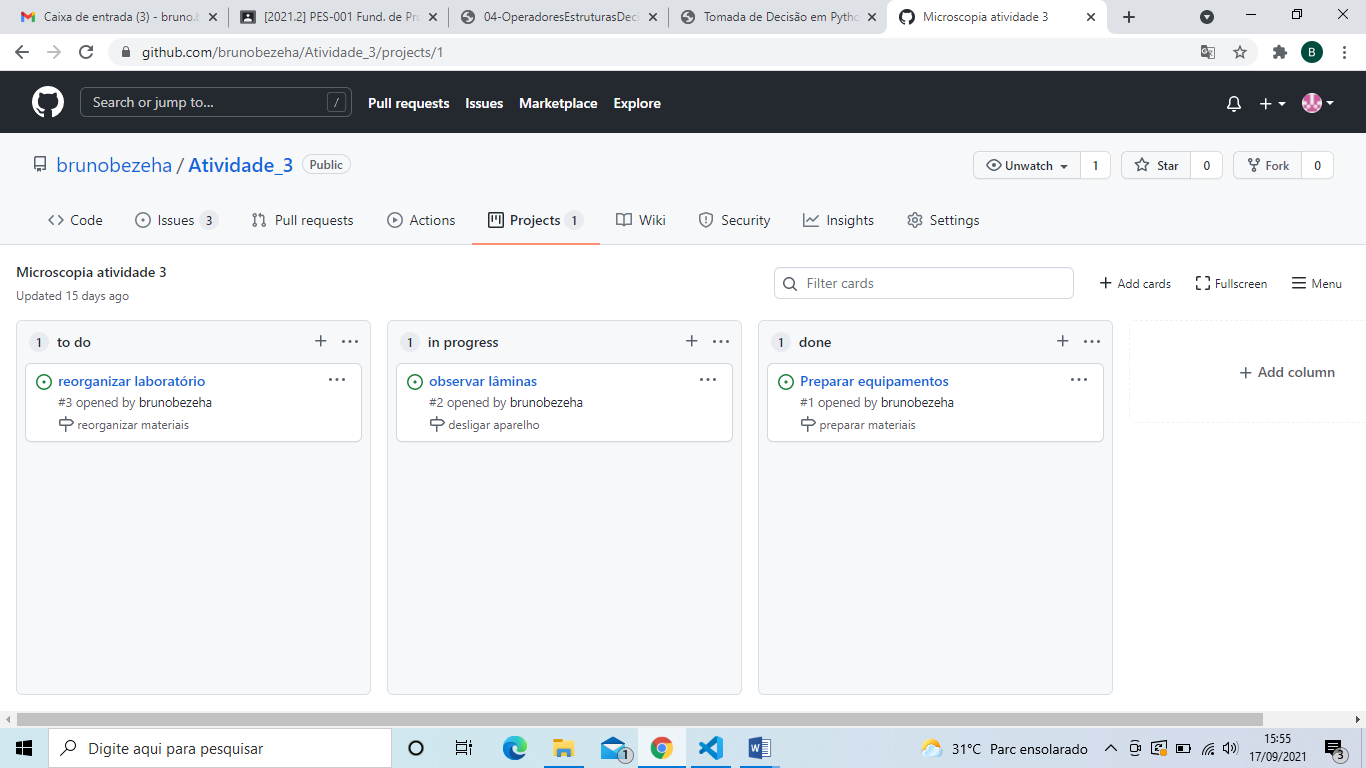 Caixa de entrada (3) - bruno.b
[2021.2] PES-001 Fund. de Pro
04-OperadoresEstruturasDeci
Tomada de Decisão em Pytho
Microscopia atividade 3
github.com/brunobezeha/Atividade_3/projects/1
B
Search or jump to...
/
Pull requests
Issues
Marketplace
Explore
brunobezeha / Atividade_3
Public
Unwatch
1
Star
0
Fork
0
Code
Issues 3
Pull requests
Actions
Projects 1
Wiki
Security
Insights
Settings
Microscopia atividade 3
Updated 15 days ago
Filter cards
Add cards
Fullscreen
Menu
1 to do
reorganizar laboratório
#3 opened by brunobezeha
reorganizar materiais
1 in progress
observar lâminas
#2 opened by brunobezeha
desligar aparelho
1 done
Preparar equipamentos
#1 opened by brunobezeha
preparar materiais
Add column
Digite aqui para pesquisar
1
31°C Parc ensolarado
15:55
17/09/2021
3